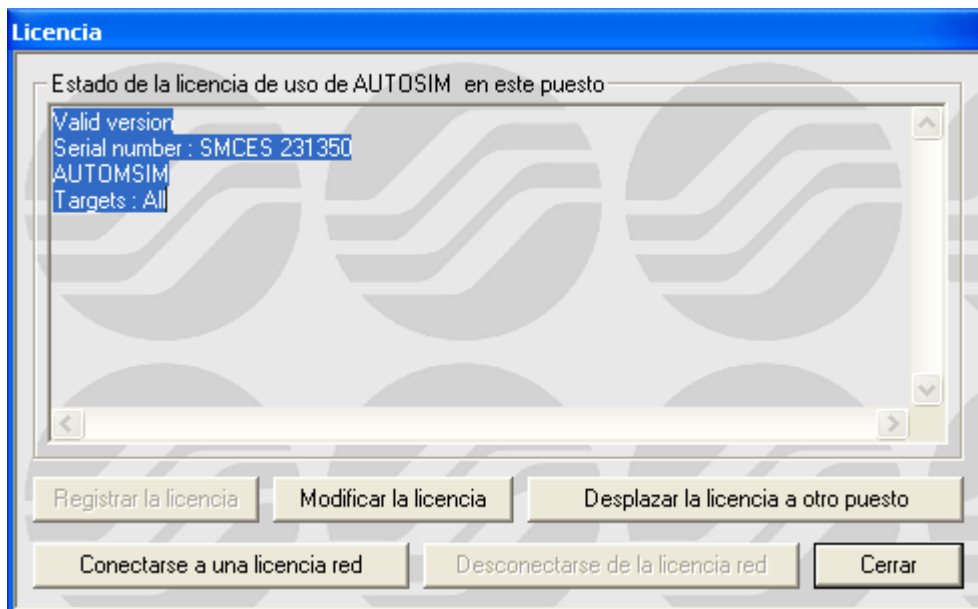 Licencia
Estado de la licencia de uso de AUTOSIM en este puesto
Valid version
Serial number : SMCES 231350
AUTOMSIM
Targets : All
Registrar la licencia
Modificar la licencia
Desplazar la licencia a otro puesto
Conectarse a una licencia red
Desconectarse de la licencia red
Cerrar